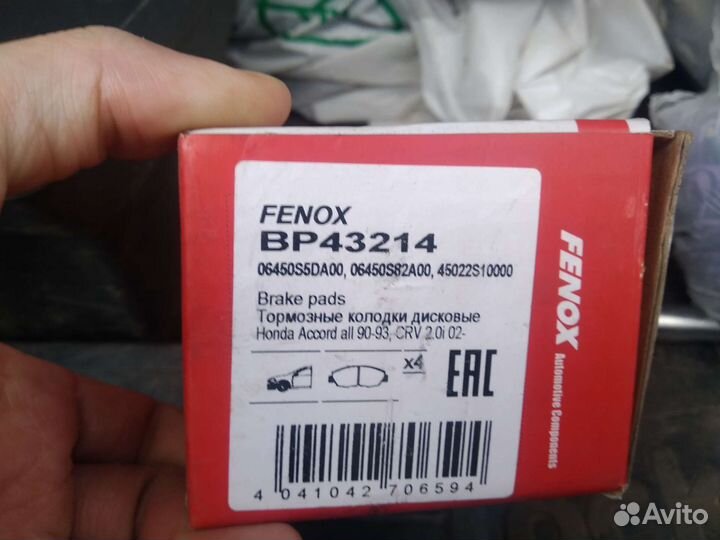 FENOX
BP43214
06450S5DA00, 06450S82A00, 45022S10000
Brake pads
Тормозные колодки дисковые
Honda Accord all 90-93, CRV 2.0i 02-
x4
EAC
4 041042 706594
FENOX
Automotive Components
Avito